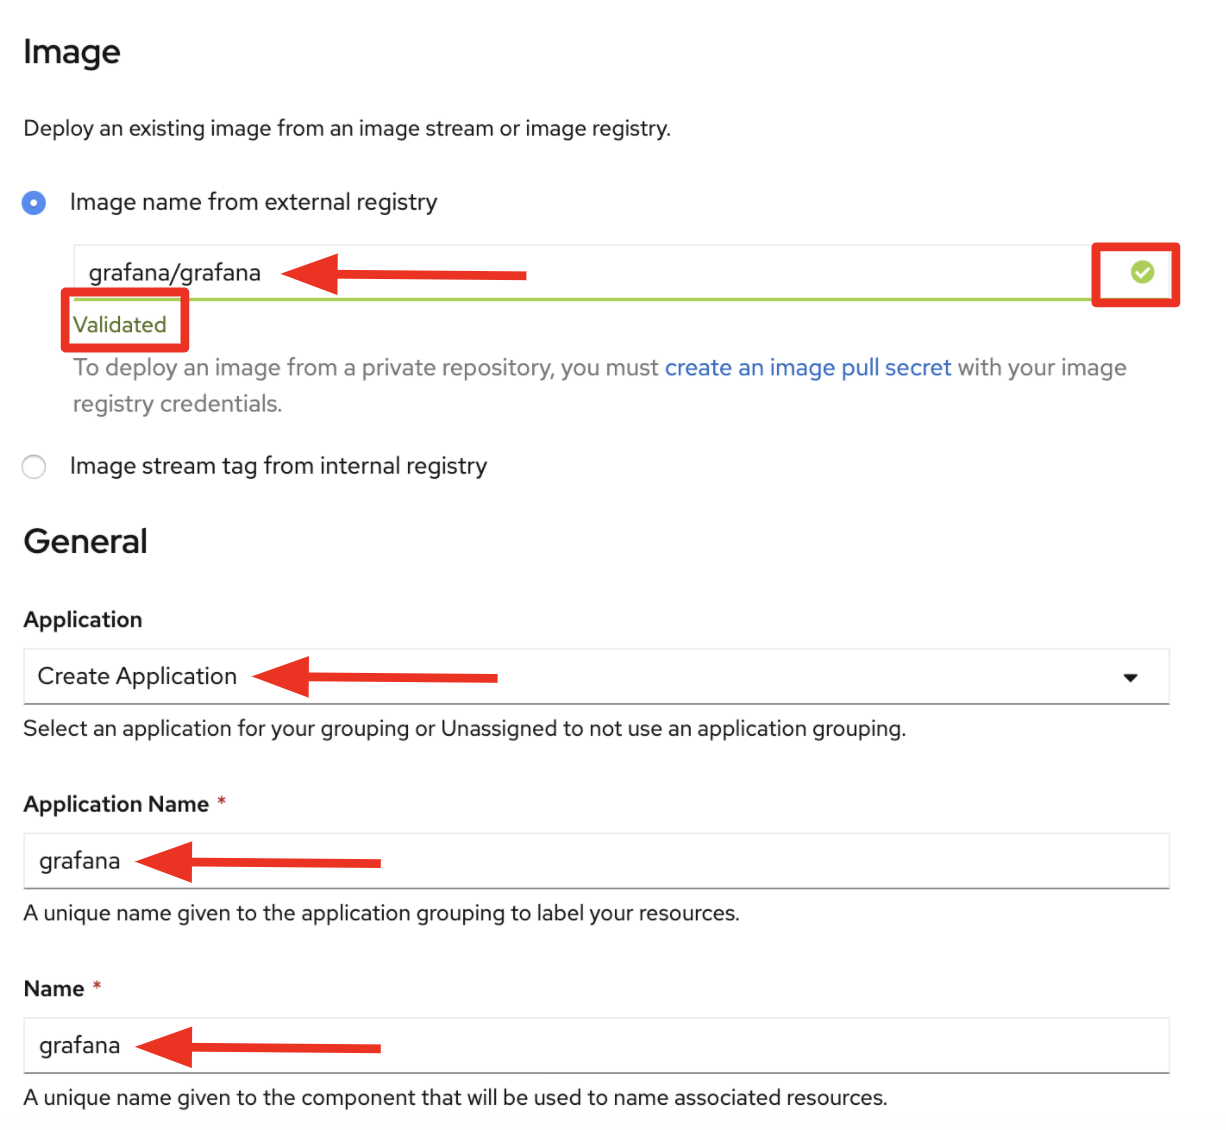 Image
Deploy an existing image from an image stream or image registry.
Image name from external registry
grafana/grafana
Validated
To deploy an image from a private repository, you must create an image pull secret with your image
registry credentials.
Image stream tag from internal registry
General
Application
Create Application
Select an application for your grouping or Unassigned to not use an application grouping.
Application Name *
grafana
A unique name given to the application grouping to label your resources.
Name *
grafana
A unique name given to the component that will be used to name associated resources.